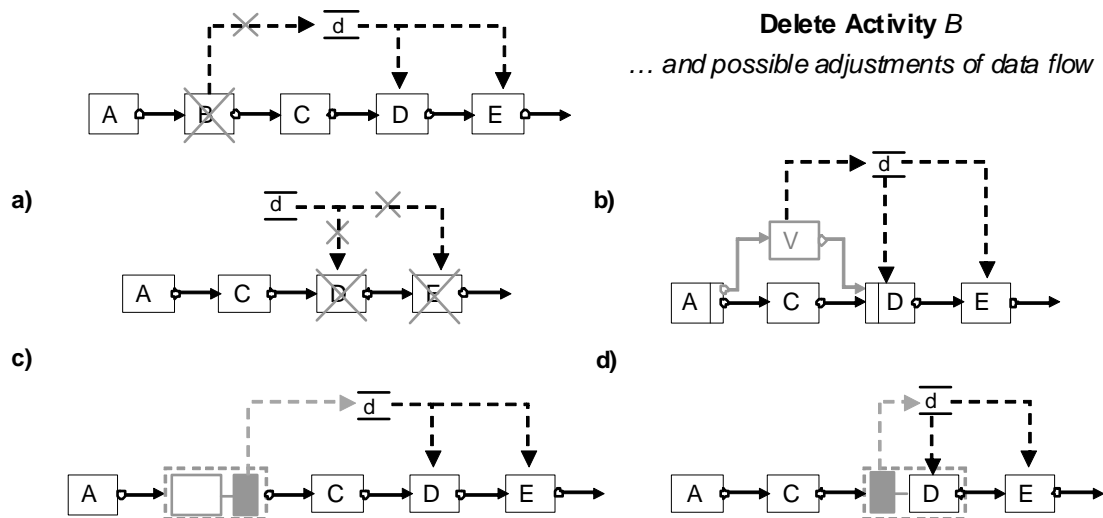 d
Delete Activity B
... and possible adjustments of data flow
A B C D E
a)
d
A C D E
b)
d
V
A C D E
c)
d
A C D E
d)
d
A C D E